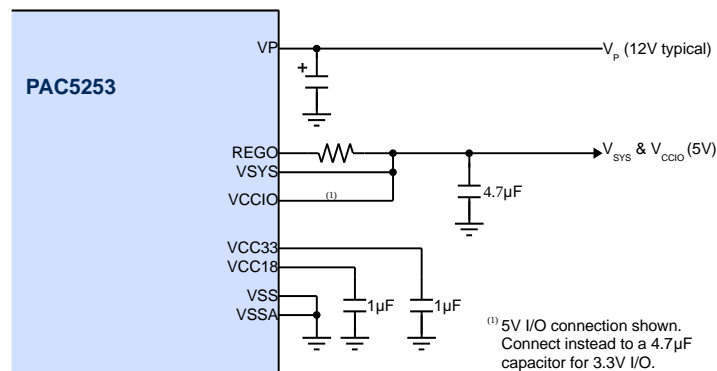 VP
V_P (12V typical)
+
PAC5253
REGO
VSYS
V_SYS & V_CCIO (5V)
VCCIO
(1)
4.7µF
VCC33
VCC18
VSS
1µF
1µF
VSSA
(1) 5V I/O connection shown.
Connect instead to a 4.7µF
capacitor for 3.3V I/O.